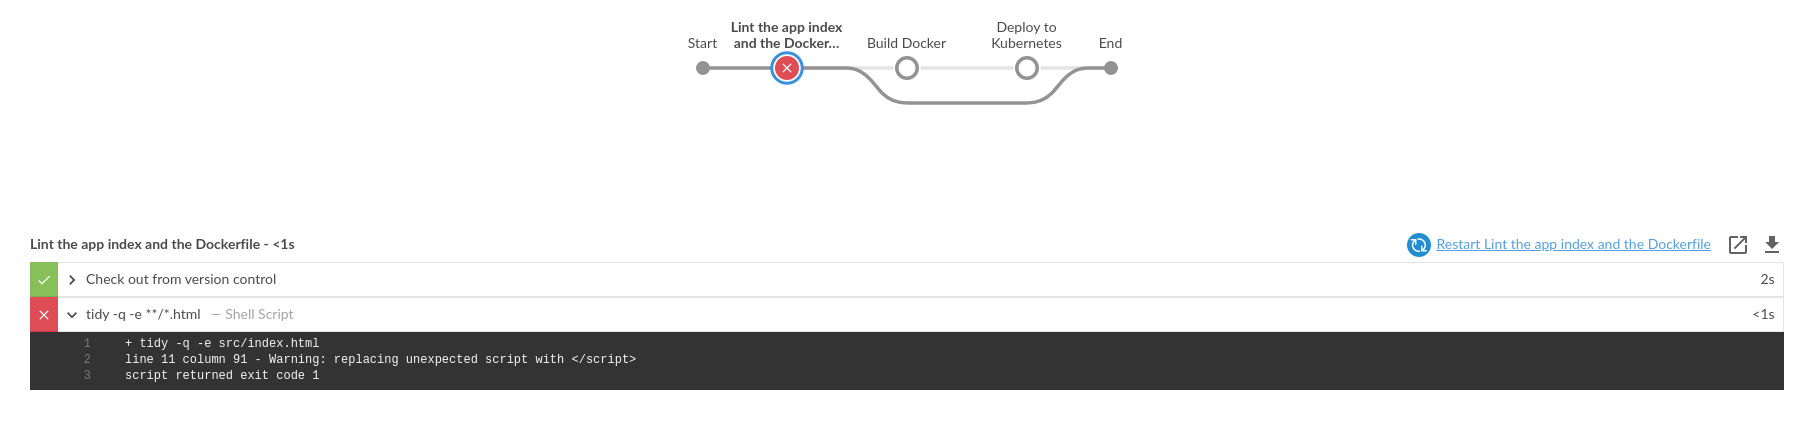 Start
Lint the app index
and the Docker...
Build Docker
Deploy to
Kubernetes
End
Lint the app index and the Dockerfile - <1s
Restart Lint the app index and the Dockerfile
Check out from version control
2s
tidy -q -e **/*.html — Shell Script
<1s
1 + tidy -q -e src/index.html
2 line 11 column 91 - Warning: replacing unexpected script with </script>
3 script returned exit code 1